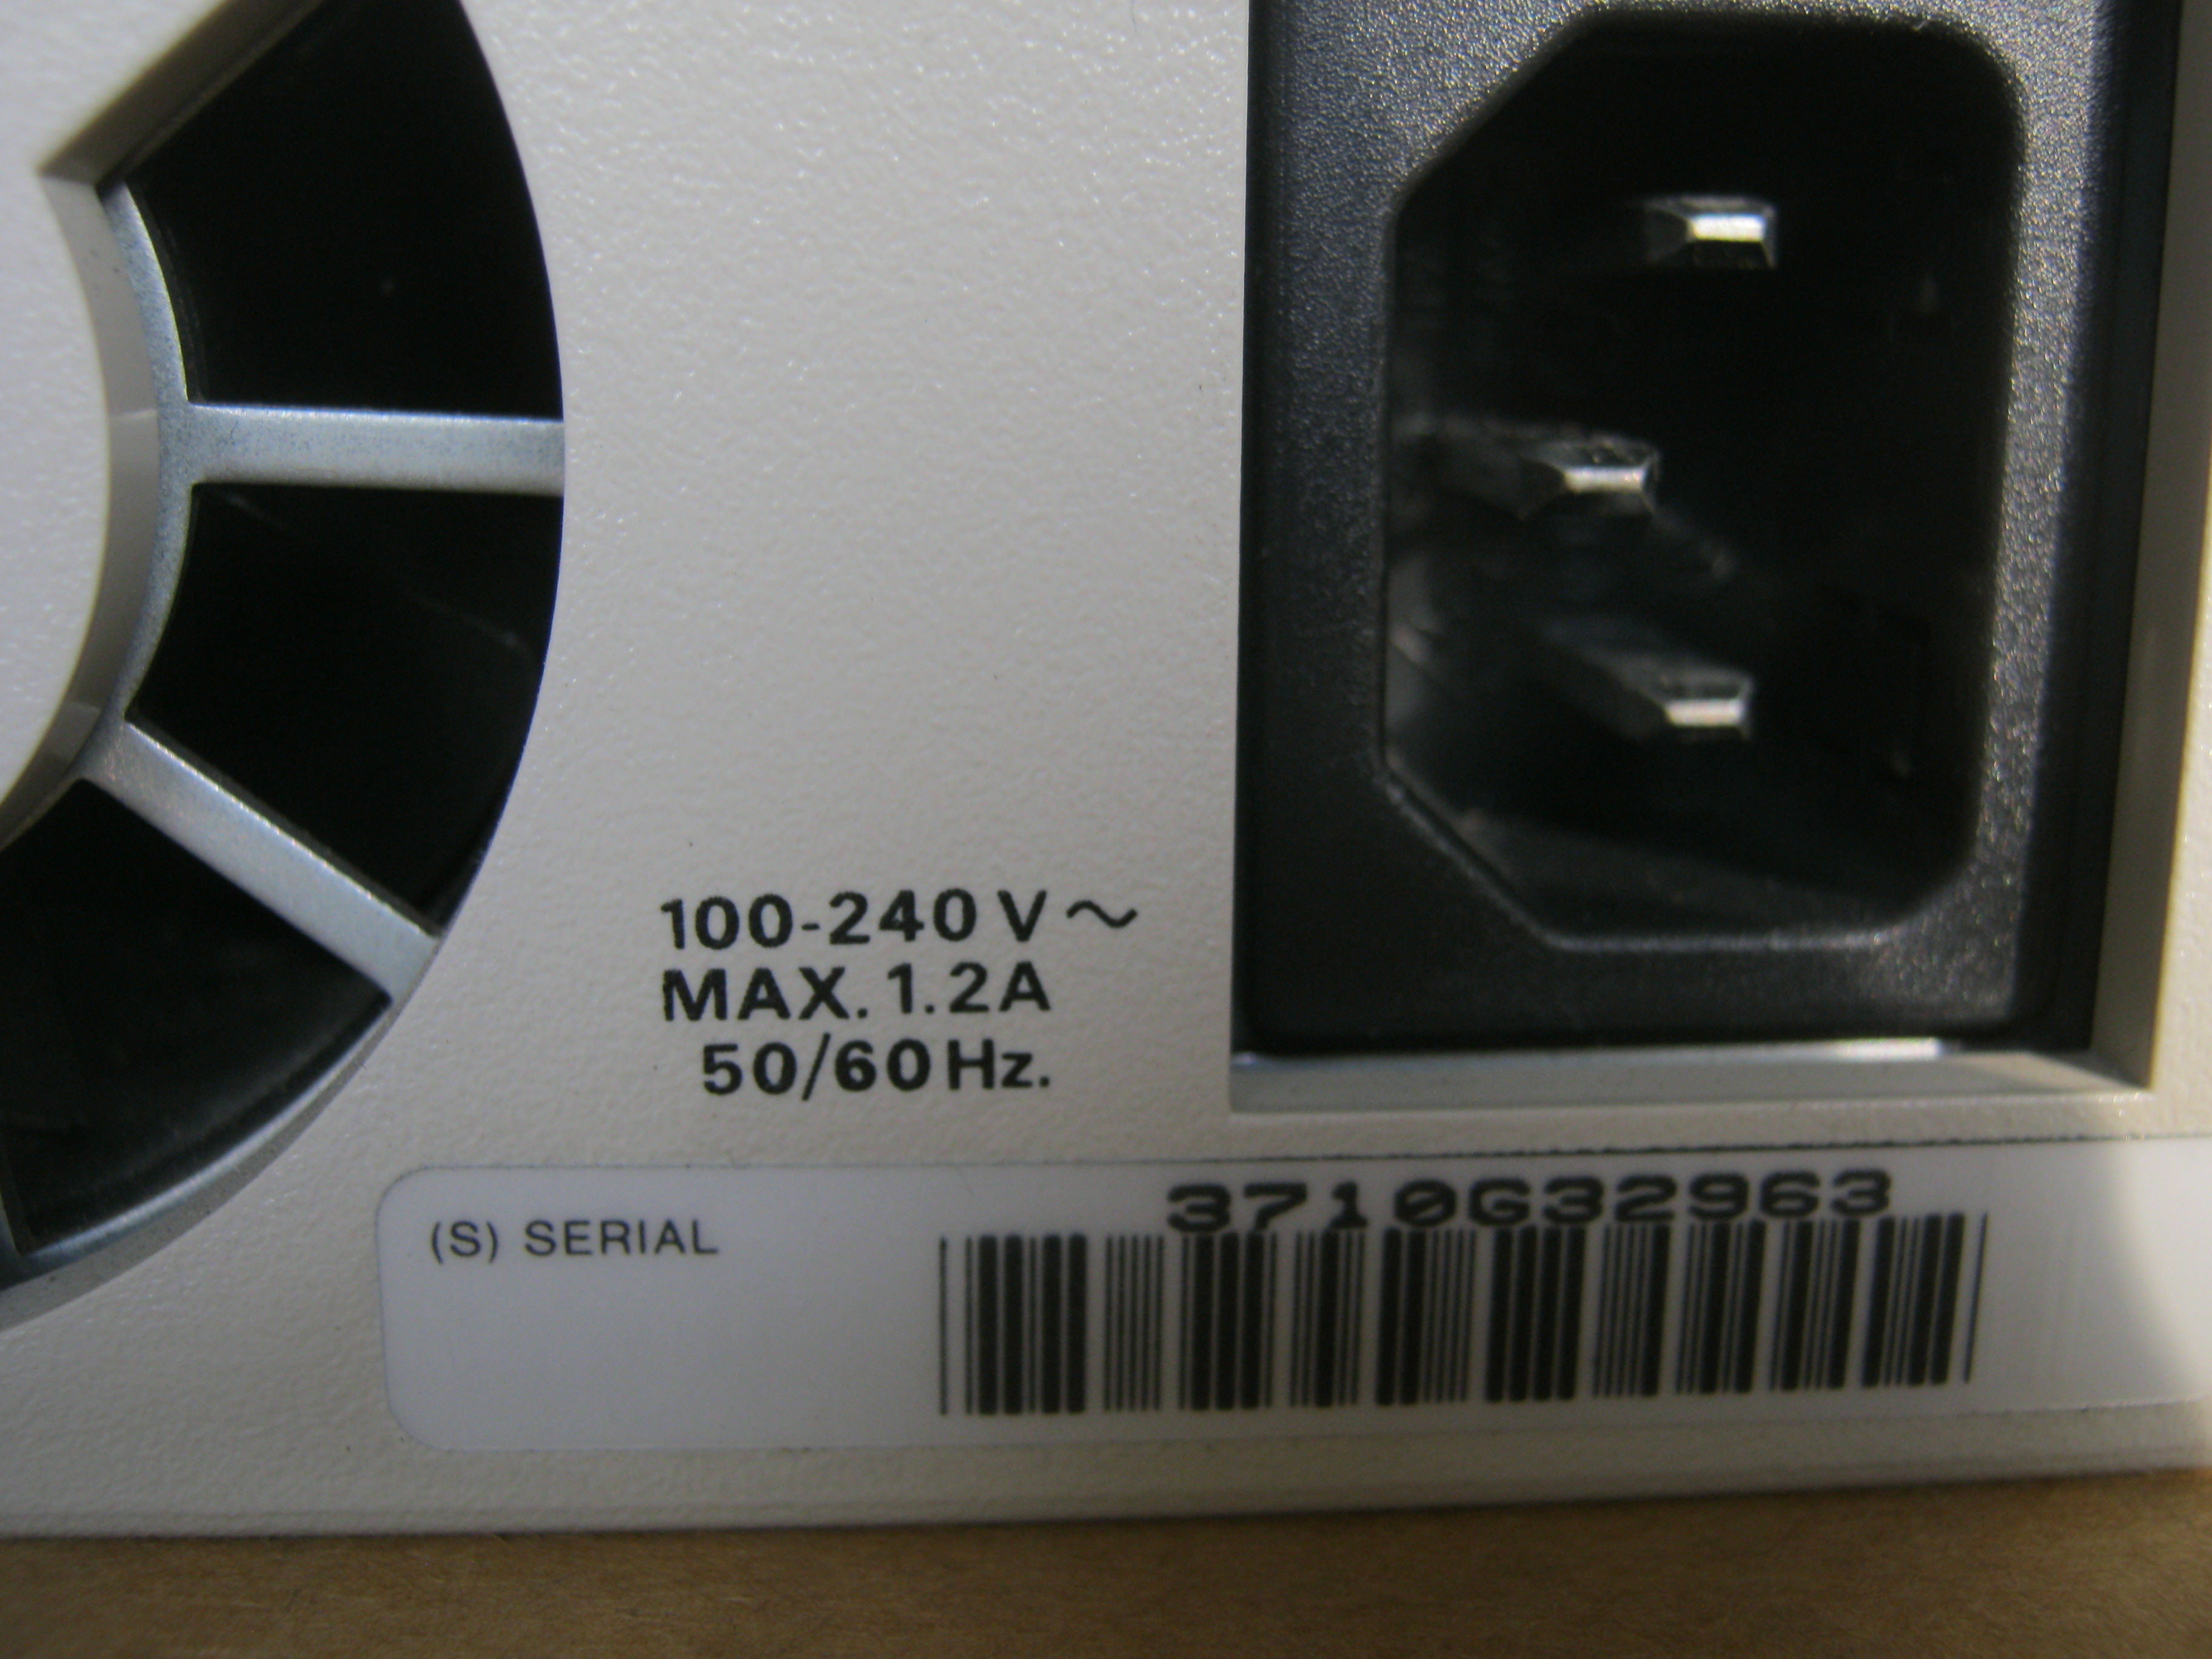 100-240 V ~
MAX. 1.2A
50/60 Hz.
3710G32963
(S) SERIAL